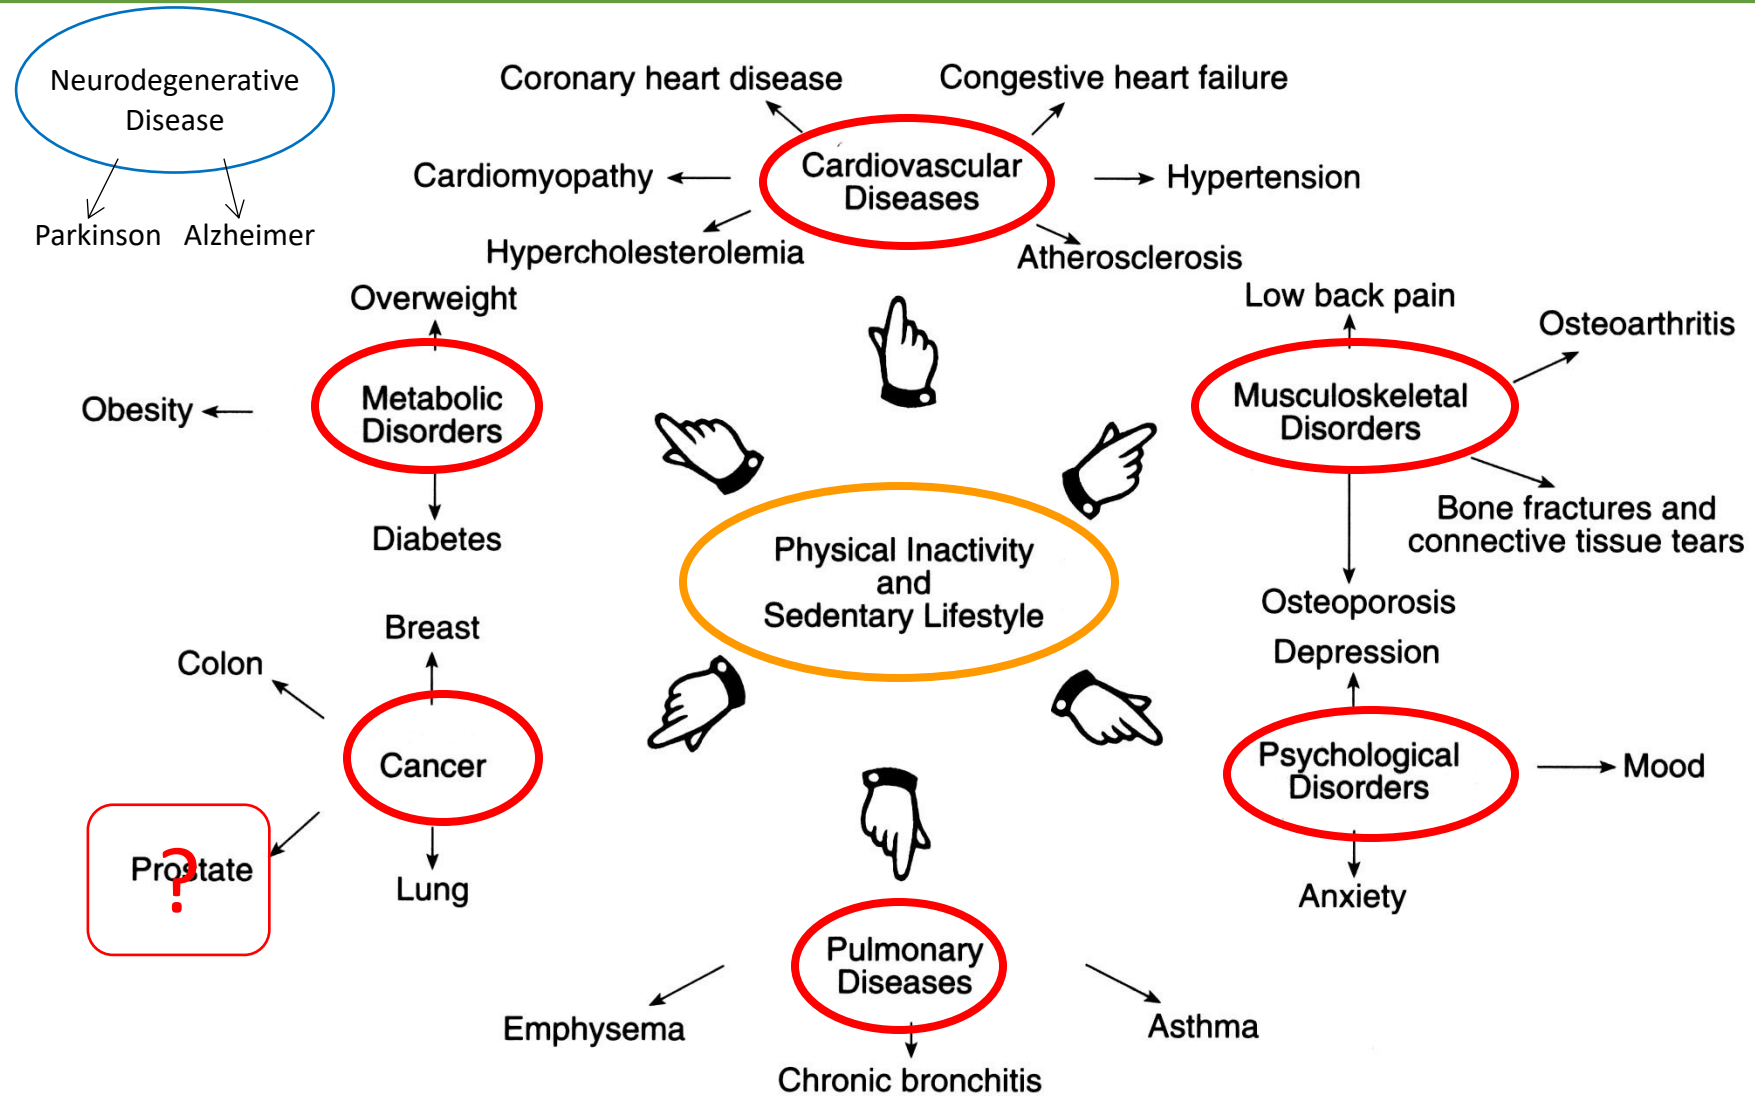 Neurodegenerative
Disease
Parkinson
Alzheimer
Coronary heart disease
Congestive heart failure
Cardiomyopathy
Cardiovascular
Diseases
Hypertension
Hypercholesterolemia
Atherosclerosis
Overweight
Obesity
Metabolic
Disorders
Diabetes
Low back pain
Osteoarthritis
Musculoskeletal
Disorders
Bone fractures and
connective tissue tears
Osteoporosis
Physical Inactivity
and
Sedentary Lifestyle
Breast
Colon
Cancer
Prostate
?
Lung
Depression
Psychological
Disorders
Mood
Anxiety
Pulmonary
Diseases
Emphysema
Chronic bronchitis
Asthma